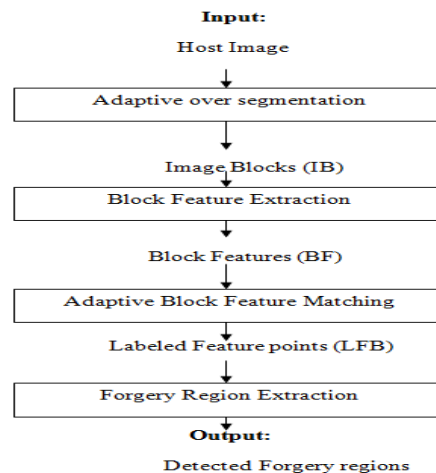 Input:
Host Image
Adaptive over segmentation
Image Blocks (IB)
Block Feature Extraction
Block Features (BF)
Adaptive Block Feature Matching
Labeled Feature points (LFB)
Forgery Region Extraction
Output:
Detected Forgery regions